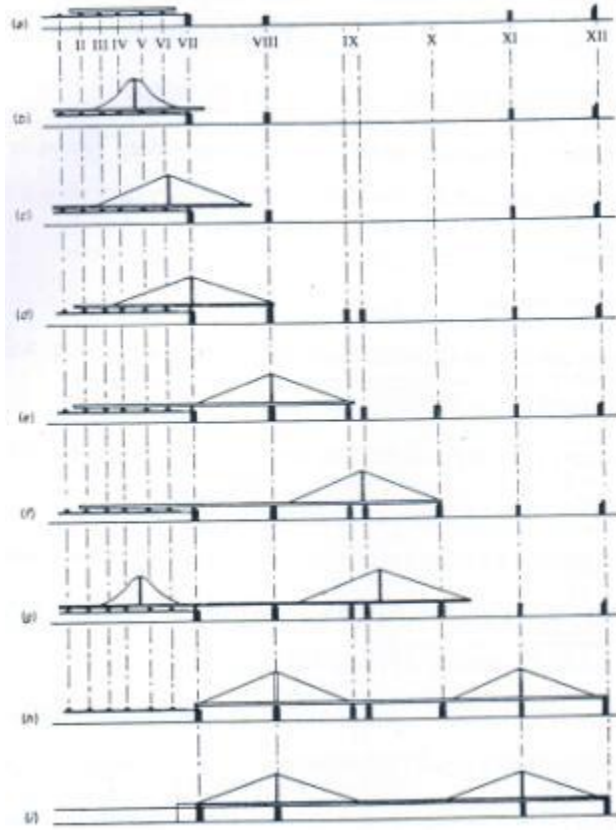 (a)
I II III IV V VI VII VIII IX X XI XII
(b)
(c)
(d)
(e)
(f)
(g)
(h)
(i)